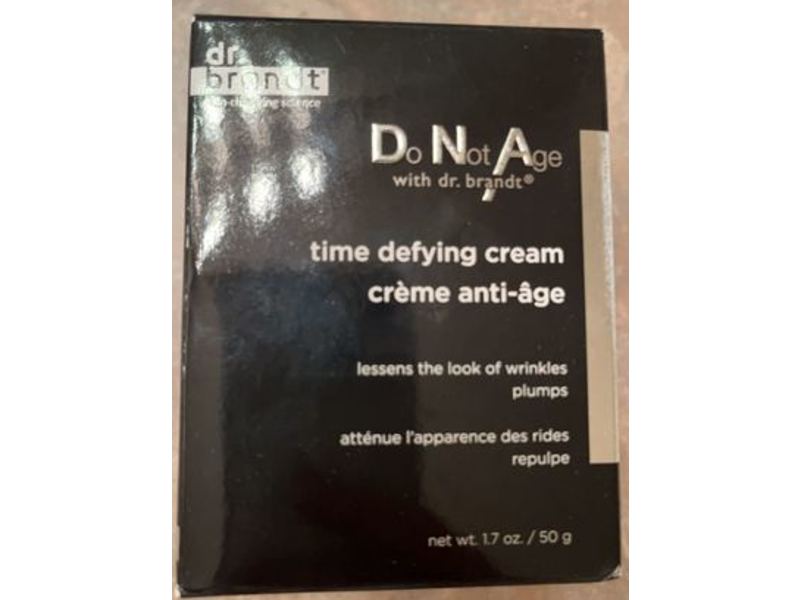 dr.
brandt®
Do Not Age
with dr. brandt®
time defying cream
crème anti-âge
lessens the look of wrinkles
plumps
atténue l'apparence des rides
repulpe
net wt. 1.7 oz. / 50 g